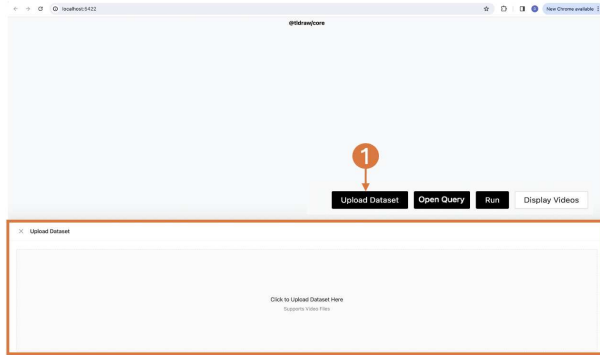 localhost:5422
New Chrome available
@tldraw/core
1
Upload Dataset
Open Query
Run
Display Videos
Upload Dataset
Click to Upload Dataset Here
Supports Video Files